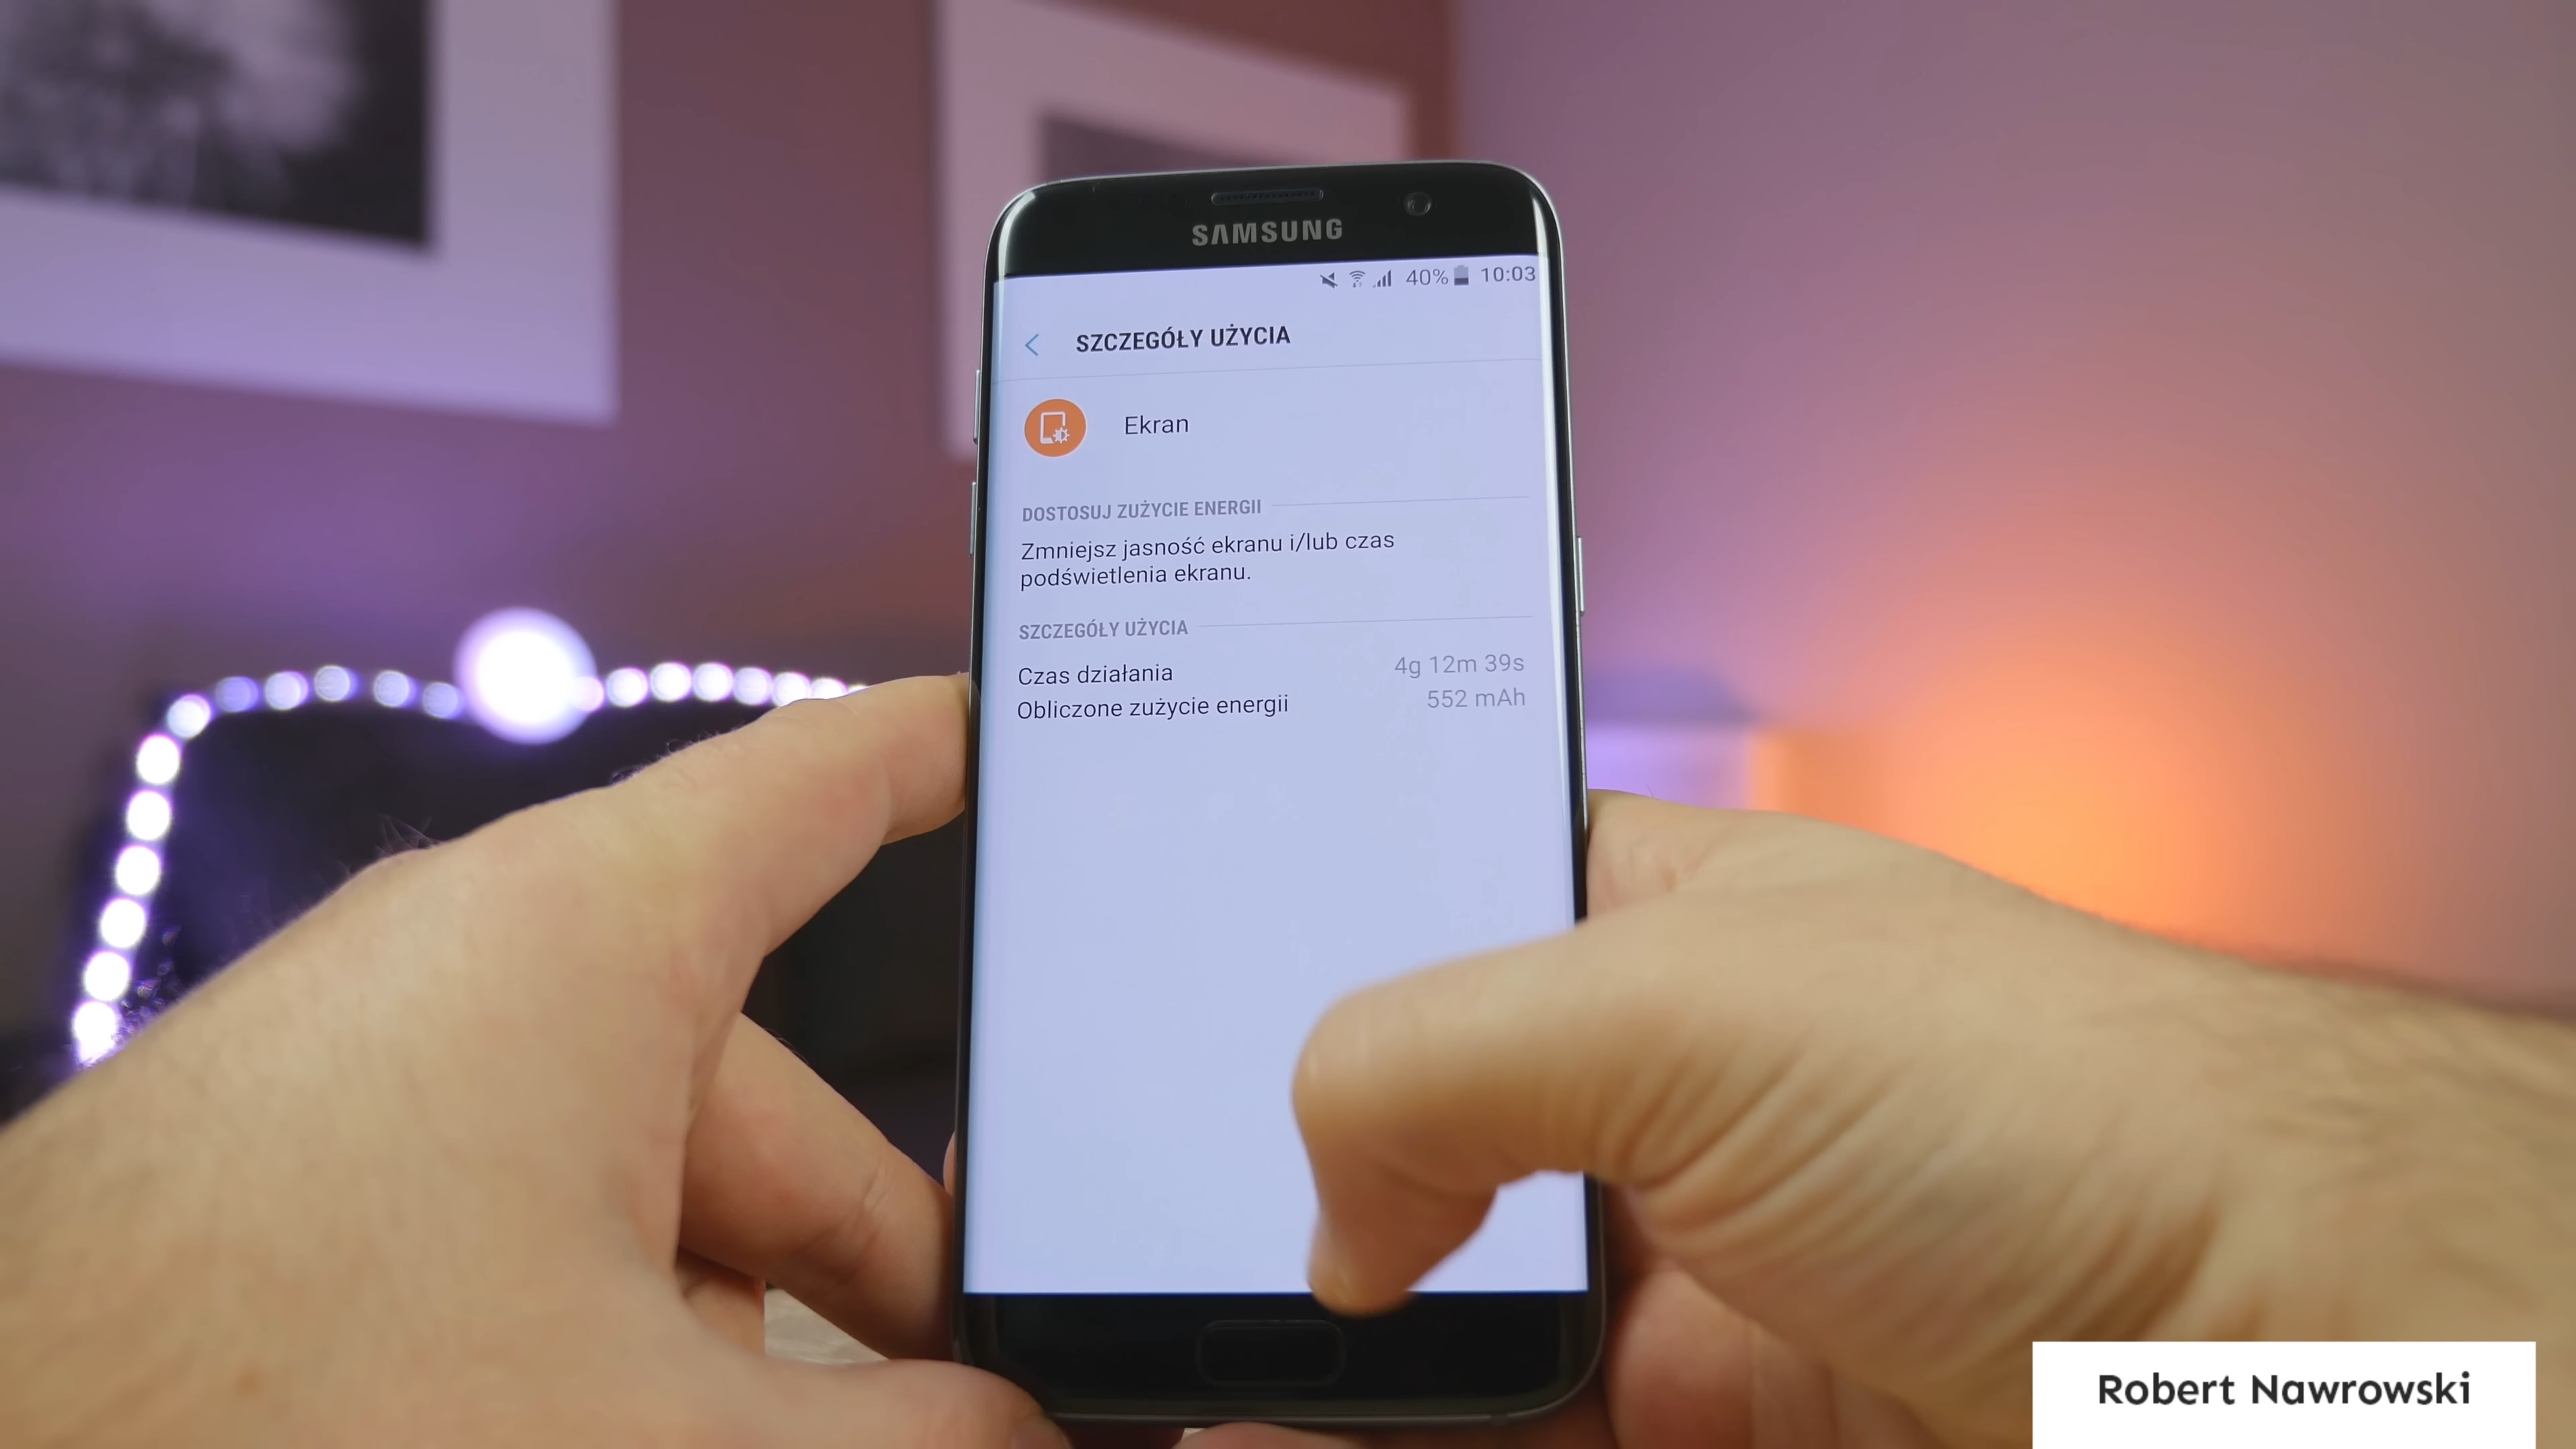 SAMSUNG
40% 10:03
SZCZEGÓŁY UŻYCIA
Ekran
DOSTOSUJ ZUŻYCIE ENERGII
Zmniejsz jasność ekranu i/lub czas
podświetlenia ekranu.
SZCZEGÓŁY UŻYCIA
Czas działania 4g 12m 39s
Obliczone zużycie energii 552 mAh
Robert Nawrowski